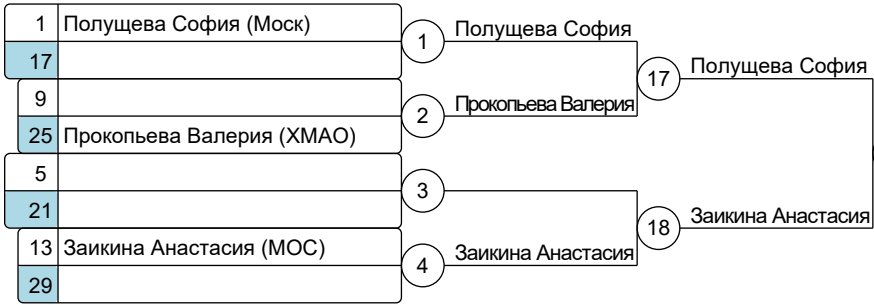 1 Полущева София (Моск)
17
9
25 Прокопьева Валерия (ХМАО)
5
21
13 Заикина Анастасия (МОС)
29
1
2
3
4
Полущева София
Прокопьева Валерия
Заикина Анастасия
17
18
Полущева София
Заикина Анастасия